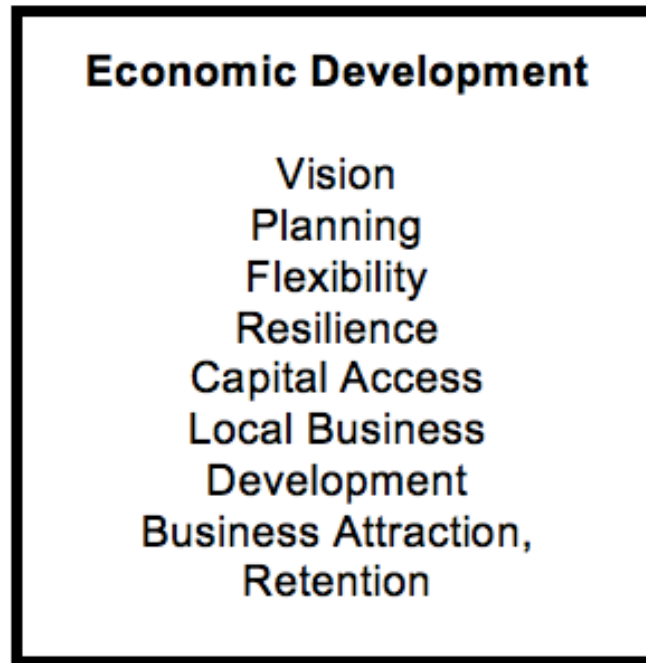 Economic Development
Vision
Planning
Flexibility
Resilience
Capital Access
Local Business
Development
Business Attraction,
Retention